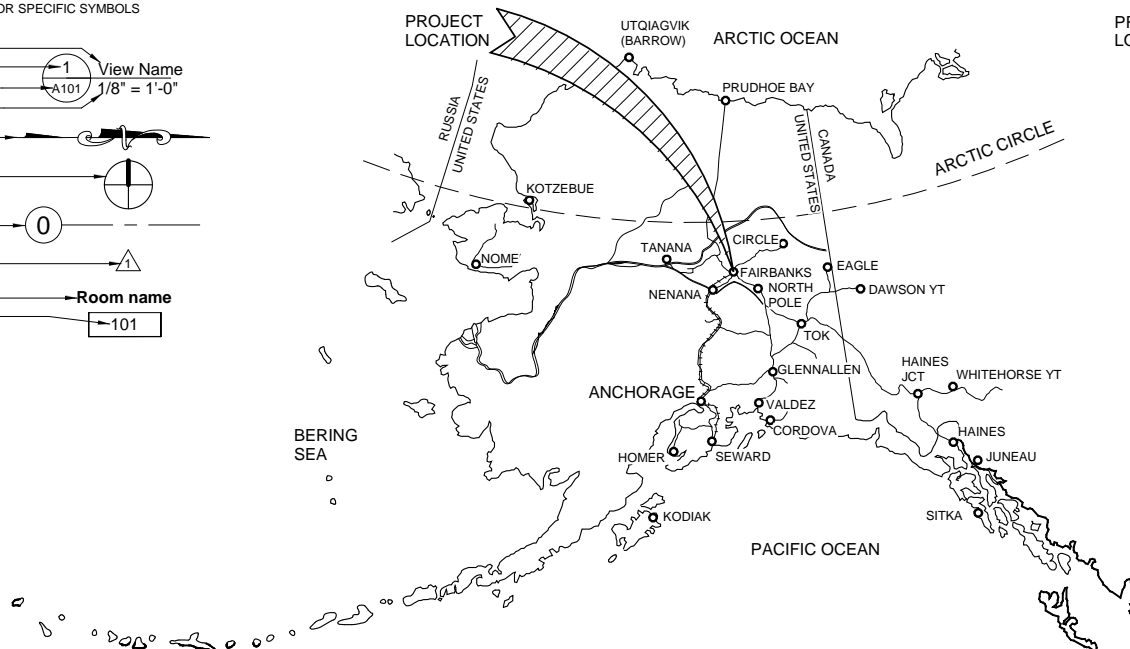 OR SPECIFIC SYMBOLS
1
A101
View Name
1/8" = 1'-0"
0
1
Room name
101
PROJECT
LOCATION
UTQIAGVIK
(BARROW)
ARCTIC OCEAN
PR
LO
PRUDHOE BAY
RUSSIA
UNITED STATES
CANADA
UNITED STATES
ARCTIC CIRCLE
KOTZEBUE
NOME
TANANA
CIRCLE
FAIRBANKS
EAGLE
NENANA
NORTH
POLE
DAWSON YT
TOK
GLENNALLEN
HAINES
JCT
WHITEHORSE YT
ANCHORAGE
VALDEZ
CORDOVA
BERING
SEA
HOMER
SEWARD
HAINES
JUNEAU
KODIAK
SITKA
PACIFIC OCEAN